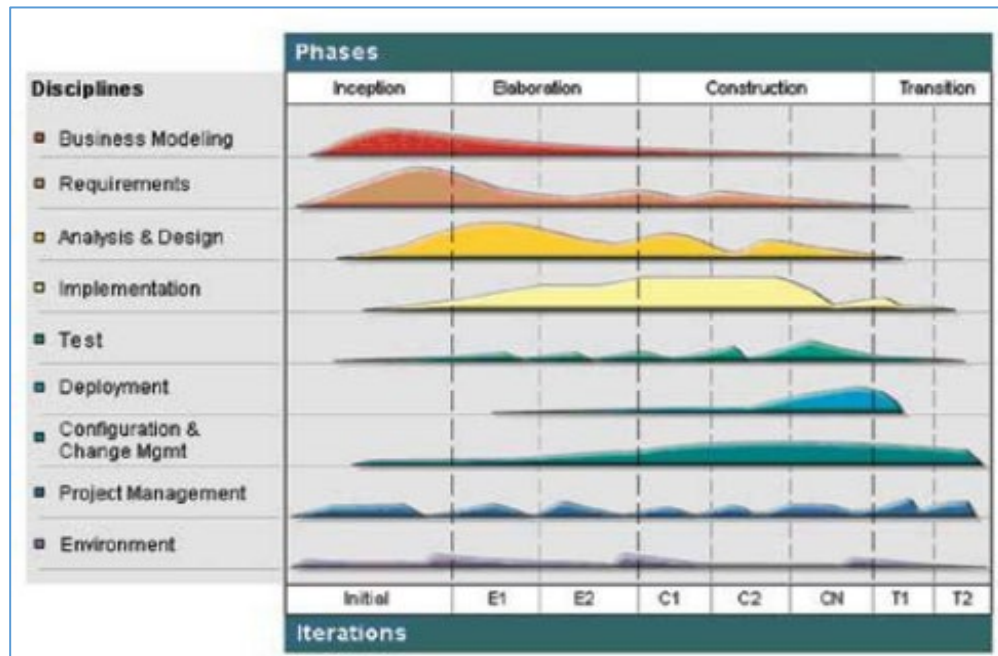 Phases
Disciplines
Inception Elaboration Construction Transition
Business Modeling
Requirements
Analysis & Design
Implementation
Test
Deployment
Configuration &
Change Mgmt
Project Management
Environment
Initial E1 E2 C1 C2 CN T1 T2
Iterations